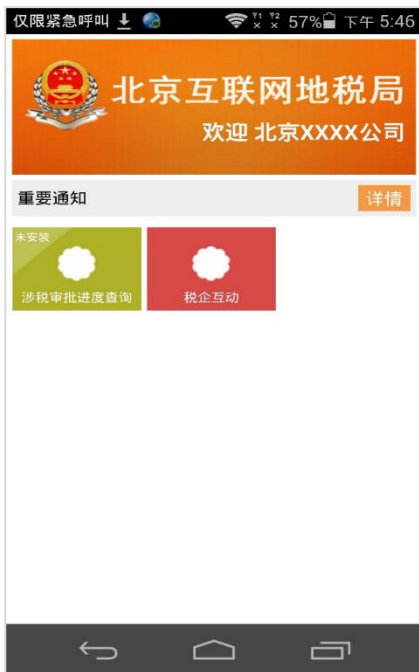 仅限紧急呼叫 57% 下午 5:46
北京互联网地税局
欢迎 北京XXXX公司
重要通知 详情
未安装
涉税审批进度查询 税企互动